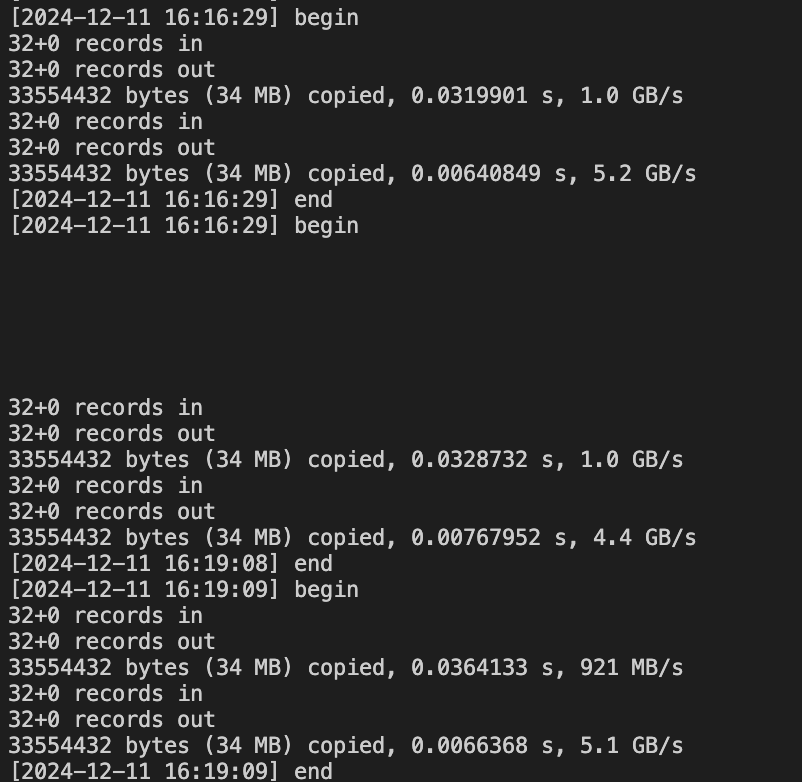 [2024-12-11 16:16:29] begin
32+0 records in
32+0 records out
33554432 bytes (34 MB) copied, 0.0319901 s, 1.0 GB/s
32+0 records in
32+0 records out
33554432 bytes (34 MB) copied, 0.00640849 s, 5.2 GB/s
[2024-12-11 16:16:29] end
[2024-12-11 16:16:29] begin
32+0 records in
32+0 records out
33554432 bytes (34 MB) copied, 0.0328732 s, 1.0 GB/s
32+0 records in
32+0 records out
33554432 bytes (34 MB) copied, 0.00767952 s, 4.4 GB/s
[2024-12-11 16:19:08] end
[2024-12-11 16:19:09] begin
32+0 records in
32+0 records out
33554432 bytes (34 MB) copied, 0.0364133 s, 921 MB/s
32+0 records in
32+0 records out
33554432 bytes (34 MB) copied, 0.0066368 s, 5.1 GB/s
[2024-12-11 16:19:09] end